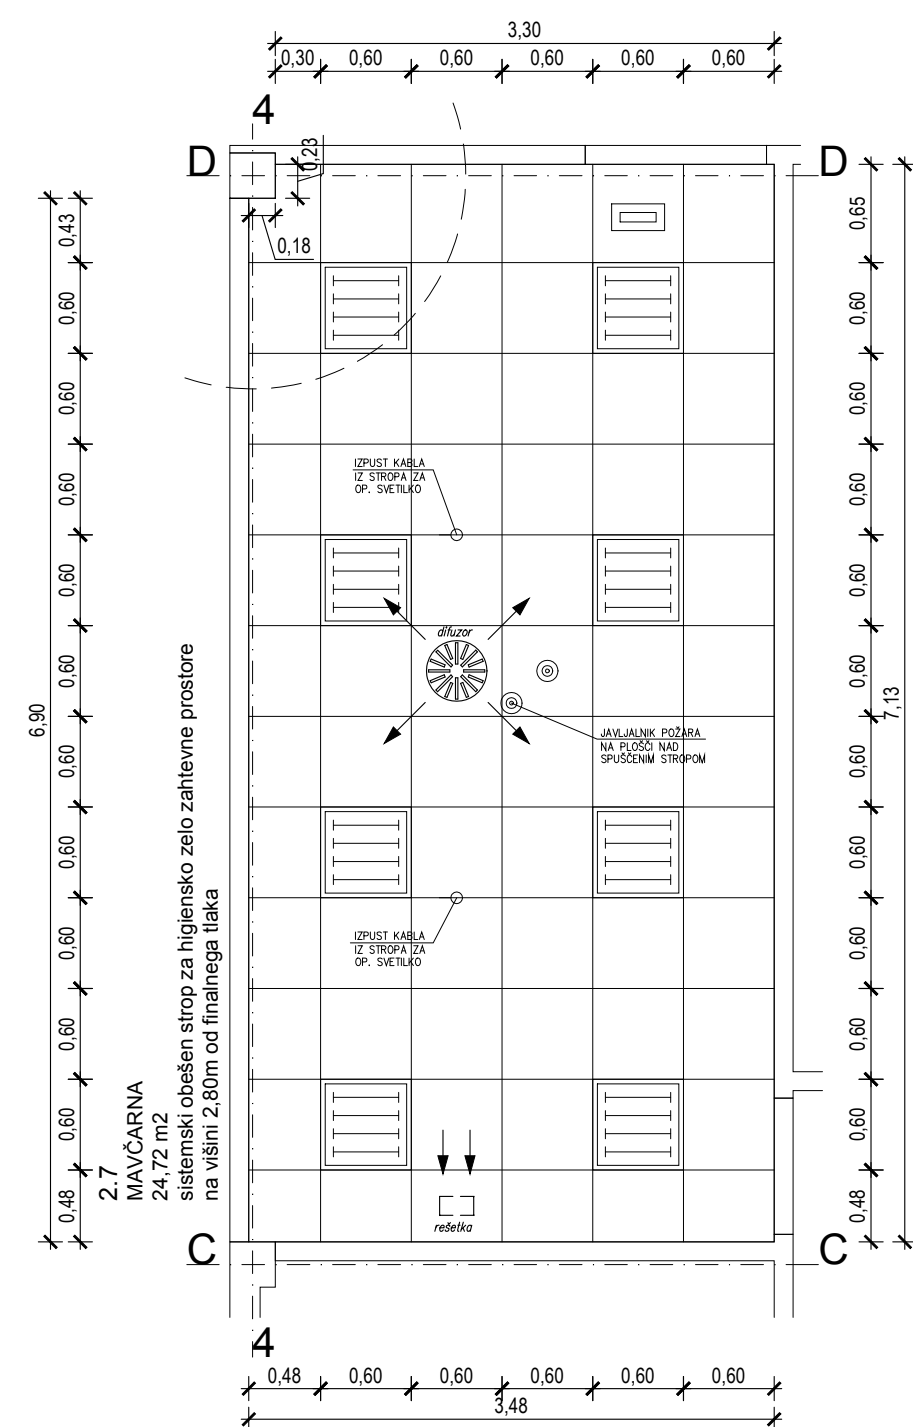 3,30
0,30 0,60 0,60 0,60 0,60 0,60
4
D D
0,23
0,18
0,43
0,60
0,60
0,60
0,60
0,60
0,60
0,60
0,60
0,60
0,60
0,48
6,90
0,65
0,60
0,60
0,60
0,60
0,60
0,60
0,60
0,60
0,60
0,60
0,48
7,13
IZPUST KABLA
IZ STROPA ZA
OP. SVETILKO
difuzor
JAVLJALNIK POŽARA
NA PLOŠČI NAD
SPUŠČENIM STROPOM
IZPUST KABLA
IZ STROPA ZA
OP. SVETILKO
rešetka
2.7
MAVČARNA
24,72 m2
sistemski obešen strop za higiensko zelo zahtevne prostore
na višini 2,80m od finalnega tlaka
C C
4
0,48 0,60 0,60 0,60 0,60 0,60
3,48